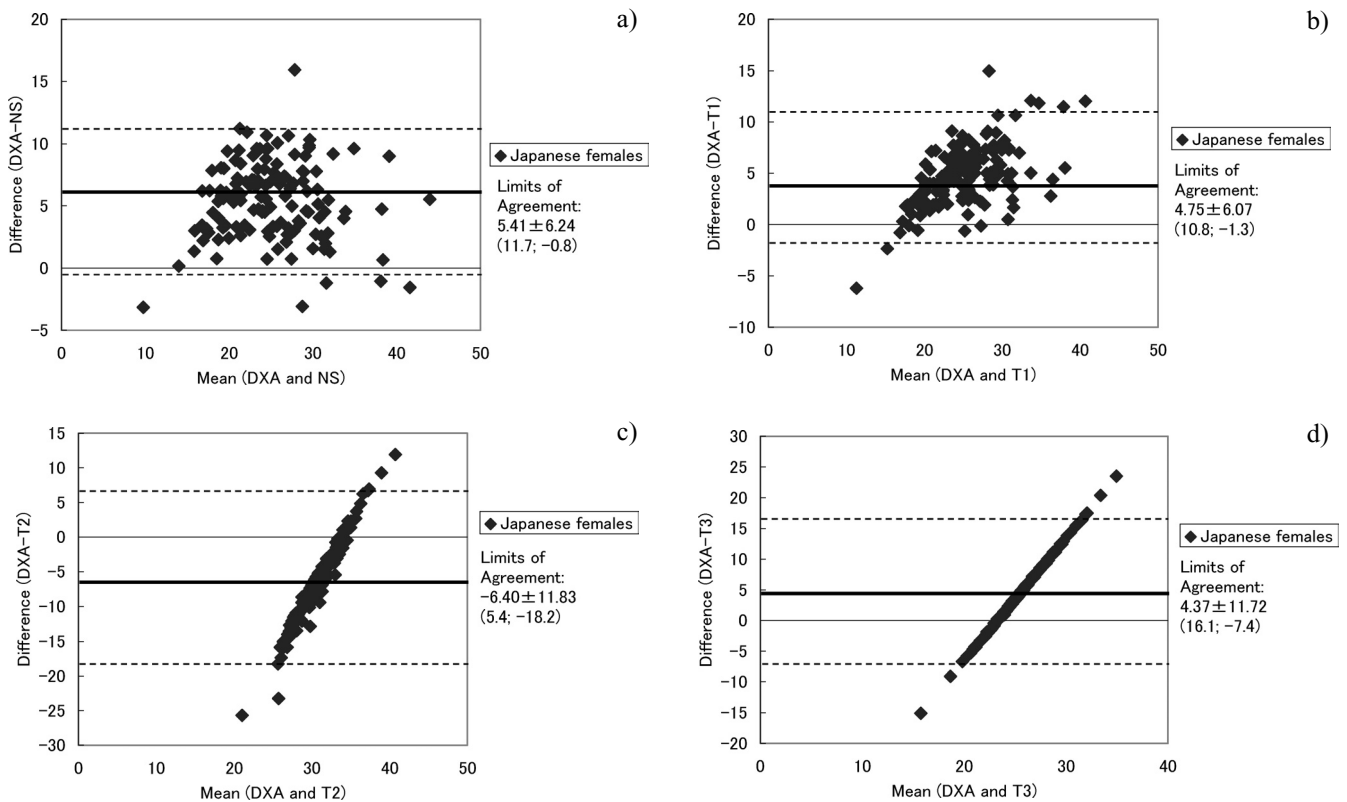 a)
20
15
10
5
0
−5
0
10
20
30
40
50
Difference (DXA−NS)
Mean (DXA and NS)
Japanese females
Limits of
Agreement:
5.41±6.24
(11.7; −0.8)
b)
20
15
10
5
0
−5
−10
0
10
20
30
40
50
Difference (DXA−T1)
Mean (DXA and T1)
Japanese females
Limits of
Agreement:
4.75±6.07
(10.8; −1.3)
c)
15
10
5
0
−5
−10
−15
−20
−25
−30
0
10
20
30
40
50
Difference (DXA−T2)
Mean (DXA and T2)
Japanese females
Limits of
Agreement:
−6.40±11.83
(5.4; −18.2)
d)
30
25
20
15
10
5
0
−5
−10
−15
−20
0
10
20
30
40
Difference (DXA−T3)
Mean (DXA and T3)
Japanese females
Limits of
Agreement:
4.37±11.72
(16.1; −7.4)